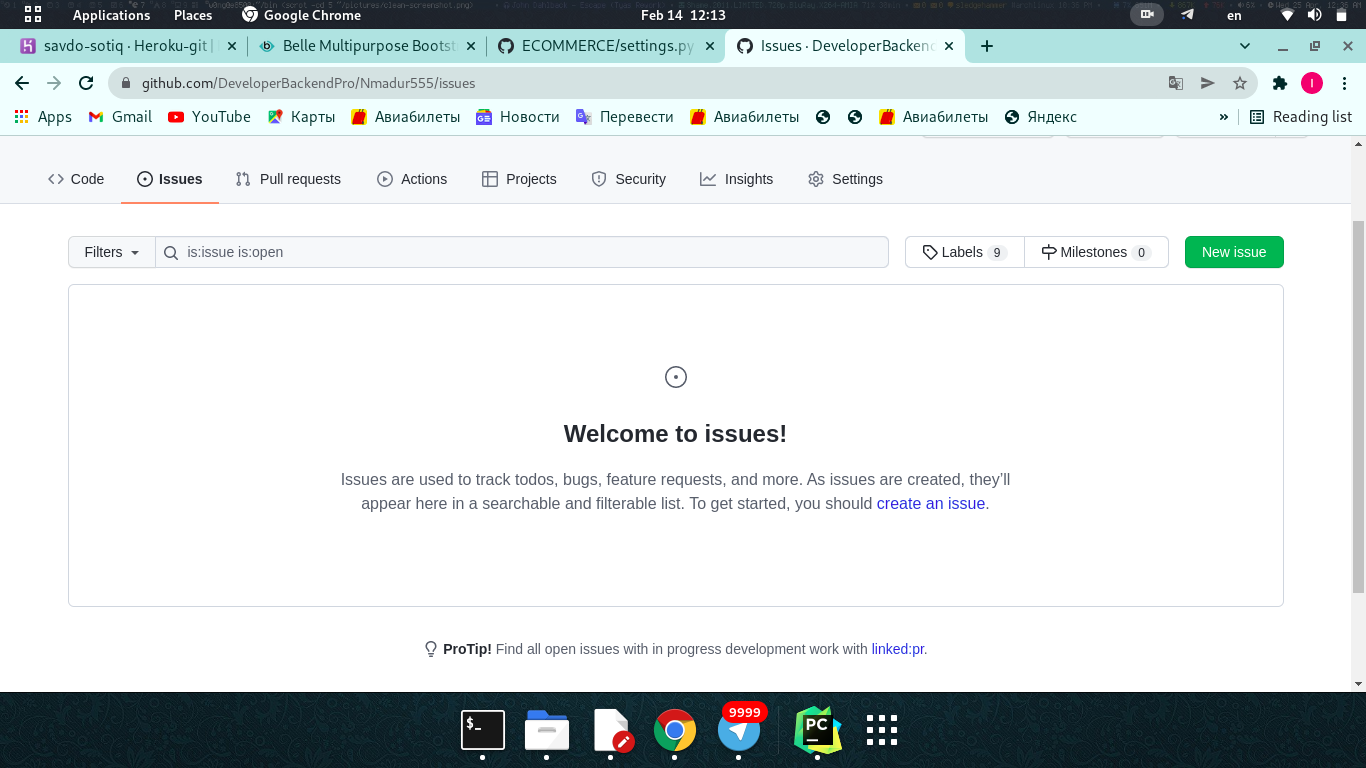 Applications Places Google Chrome Feb 14 12:13 en
savdo-sotiq · Heroku-git | Belle Multipurpose Bootst ECOMMERCE/settings.py Issues · DeveloperBackend
github.com/DeveloperBackendPro/Nmadur555/issues I
Apps Gmail YouTube Карты Авиабилеты Новости Перевести Авиабилеты Авиабилеты Яндекс » Reading list
Code Issues Pull requests Actions Projects Security Insights Settings
Filters is:issue is:open Labels 9 Milestones 0 New issue
Welcome to issues!
Issues are used to track todos, bugs, feature requests, and more. As issues are created, they'll
appear here in a searchable and filterable list. To get started, you should create an issue.
ProTip! Find all open issues with in progress development work with linked:pr.
9999
$_ PC